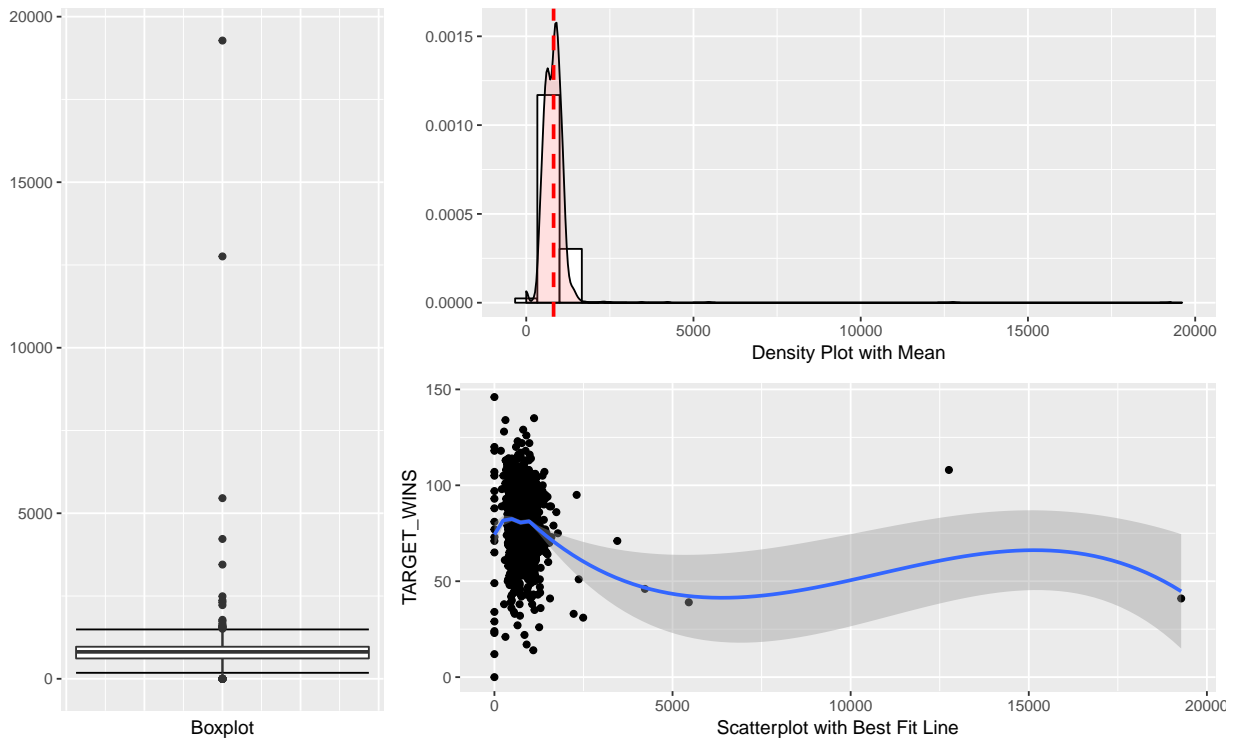 20000
15000
10000
5000
0
Boxplot
0.0015
0.0010
0.0005
0.0000
0 5000 10000 15000 20000
Density Plot with Mean
TARGET_WINS
150
100
50
0
0 5000 10000 15000 20000
Scatterplot with Best Fit Line